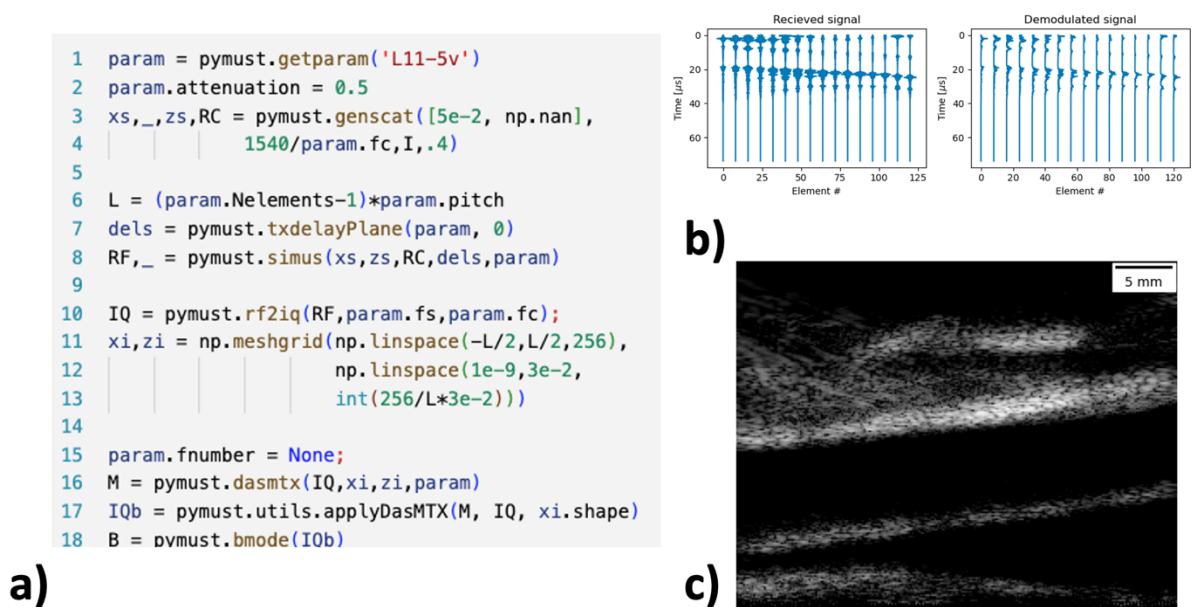 1 param = pymust.getparam('L11-5v')
2 param.attenuation = 0.5
3 xs,_,zs,RC = pymust.genscat([5e-2, np.nan],
4 1540/param.fc,I,.4)
5
6 L = (param.Nelements-1)*param.pitch
7 dels = pymust.txdelayPlane(param, 0)
8 RF,_ = pymust.simus(xs,zs,RC,dels,param)
9
10 IQ = pymust.rf2iq(RF,param.fs,param.fc);
11 xi,zi = np.meshgrid(np.linspace(-L/2,L/2,256),
12 np.linspace(1e-9,3e-2,
13 int(256/L*3e-2)))
14
15 param.fnumber = None;
16 M = pymust.dasmtx(IQ,xi,zi,param)
17 IQb = pymust.utils.applyDasMTX(M, IQ, xi.shape)
18 B = pymust.bmode(IQb)
a)
Recieved signal
Time [µs]
0
20
40
60
0 25 50 75 100 125
Element #
Demodulated signal
Time [µs]
0
20
40
60
0 20 40 60 80 100 120
Element #
b)
5 mm
c)